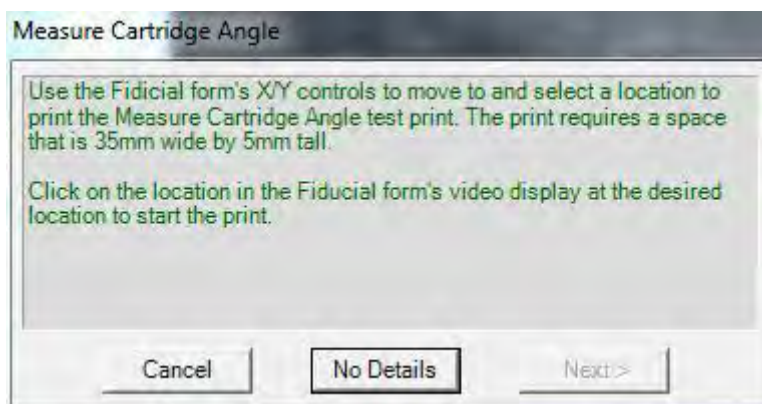 Measure Cartridge Angle
Use the Fidicial form's X/Y controls to move to and select a location to
print the Measure Cartridge Angle test print. The print requires a space
that is 35mm wide by 5mm tall.
Click on the location in the Fiducial form's video display at the desired
location to start the print.
Cancel No Details Next >